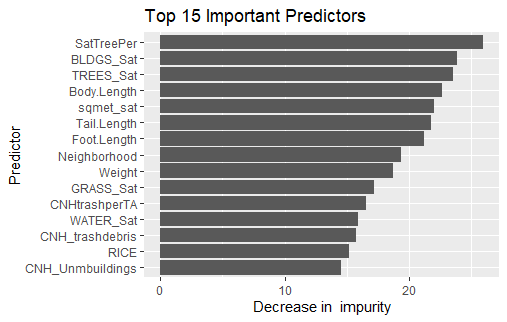 Top 15 Important Predictors
SatTreePer
BLDGS_Sat
TREES_Sat
Body.Length
sqmet_sat
Tail.Length
Foot.Length
Neighborhood
Weight
GRASS_Sat
CNHtrashperTA
WATER_Sat
CNH_trashdebris
RICE
CNH_Unmbuildings
Predictor
0 10 20
Decrease in  impurity